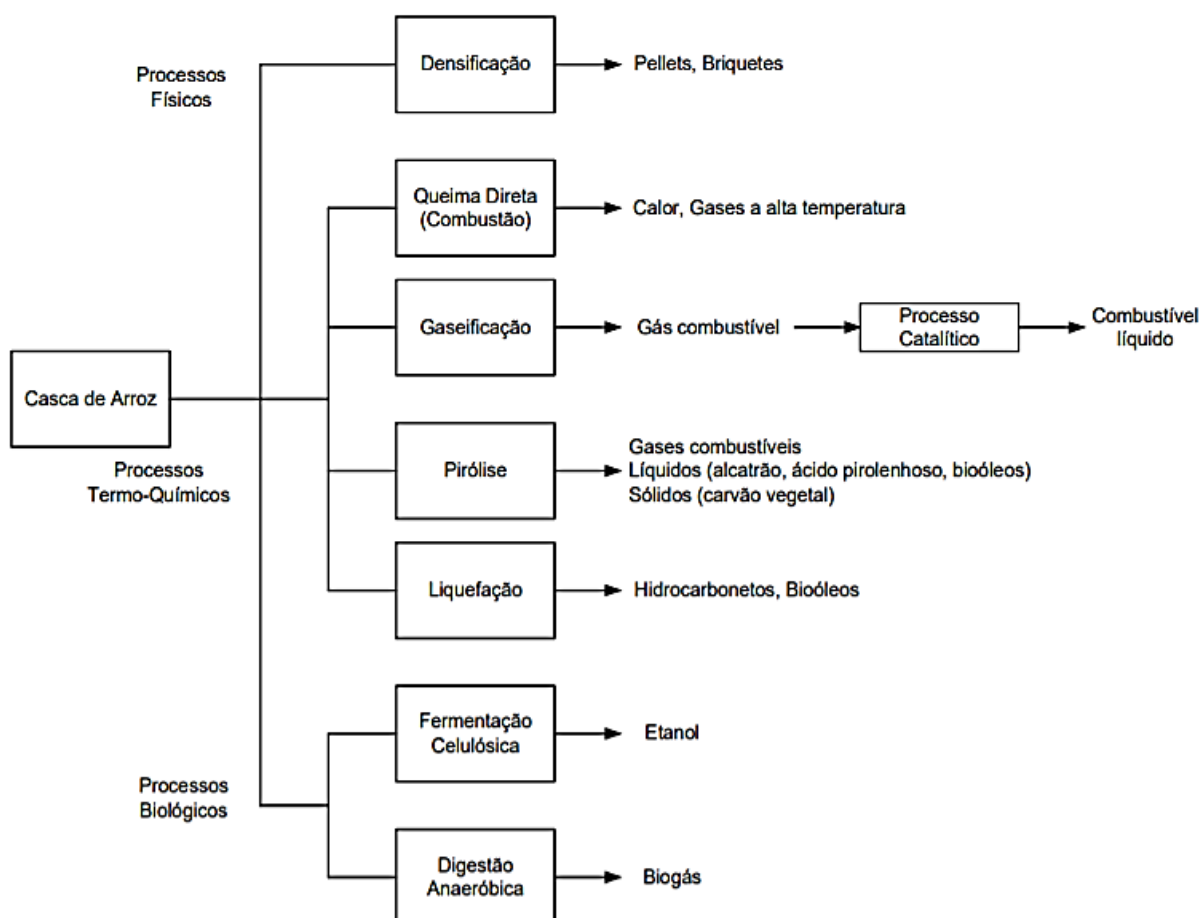 Processos
Físicos
Densificação
Pellets, Briquetes
Queima Direta
(Combustão)
Calor, Gases a alta temperatura
Gaseificação
Gás combustível
Processo
Catalítico
Combustível
líquido
Casca de Arroz
Processos
Termo-Químicos
Pirólise
Gases combustíveis
Líquidos (alcatrão, ácido pirolenhoso, bioóleos)
Sólidos (carvão vegetal)
Liquefação
Hidrocarbonetos, Bioóleos
Processos
Biológicos
Fermentação
Celulósica
Etanol
Digestão
Anaeróbica
Biogás